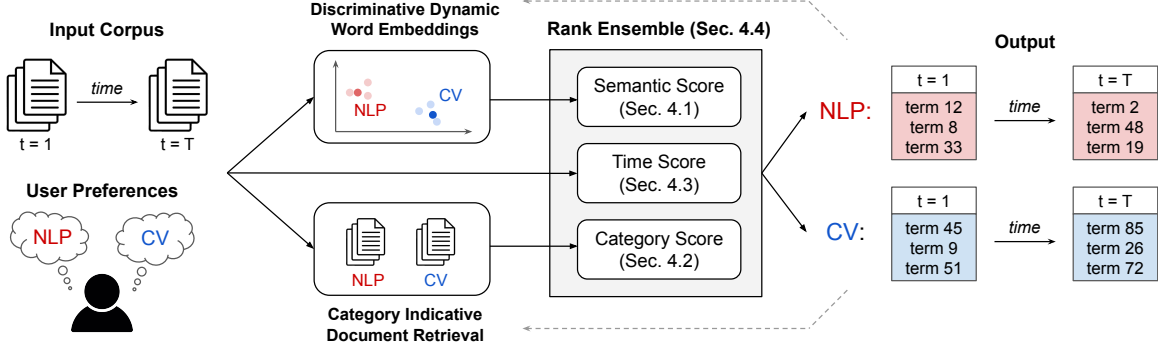 Input Corpus
time
t = 1
t = T
User Preferences
NLP
CV
Discriminative Dynamic
Word Embeddings
NLP
CV
NLP
CV
Category Indicative
Document Retrieval
Rank Ensemble (Sec. 4.4)
Semantic Score
(Sec. 4.1)
Time Score
(Sec. 4.3)
Category Score
(Sec. 4.2)
Output
NLP:
t = 1
term 12
term 8
term 33
time
t = T
term 2
term 48
term 19
CV:
t = 1
term 45
term 9
term 51
time
t = T
term 85
term 26
term 72